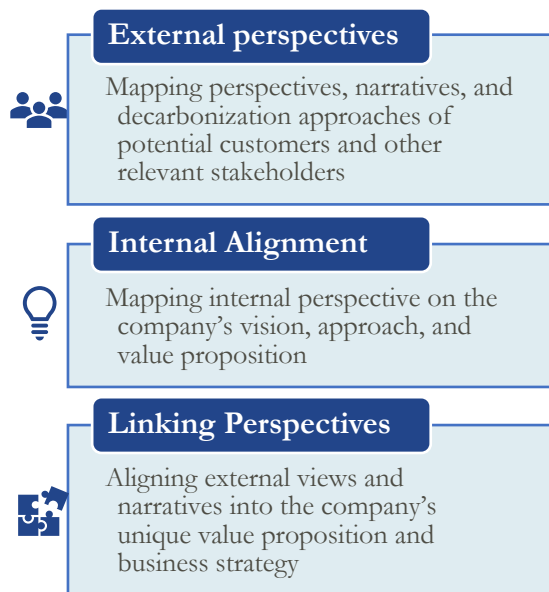 External perspectives
Mapping perspectives, narratives, and
decarbonization approaches of
potential customers and other
relevant stakeholders
Internal Alignment
Mapping internal perspective on the
company's vision, approach, and
value proposition
Linking Perspectives
Aligning external views and
narratives into the company's
unique value proposition and
business strategy